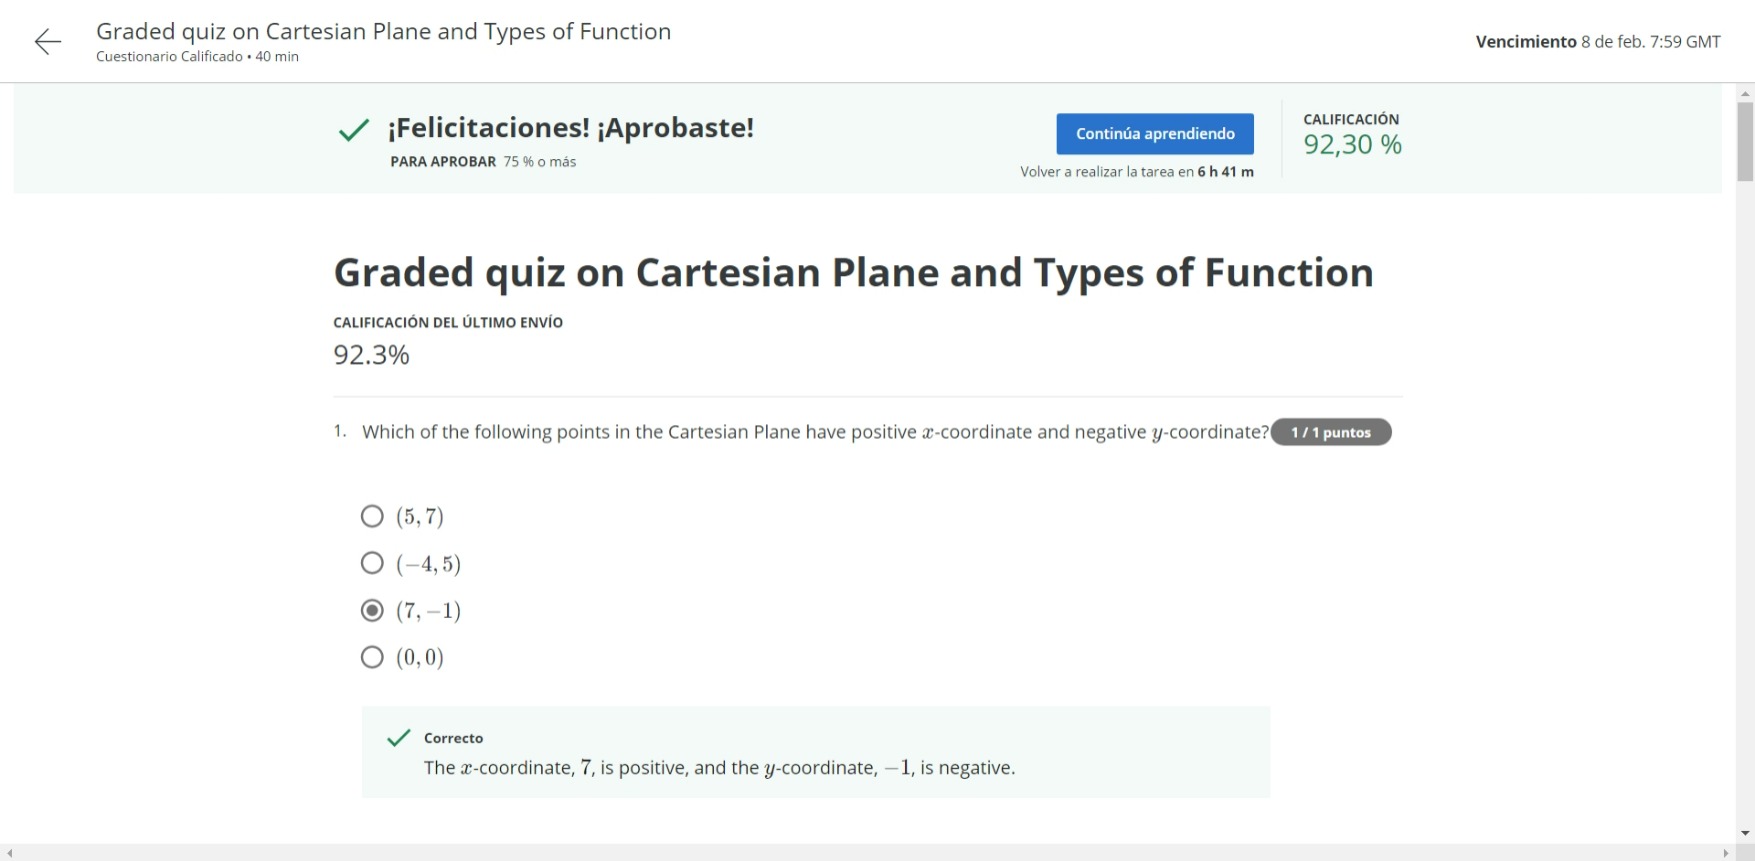 Graded quiz on Cartesian Plane and Types of Function
Cuestionario Calificado • 40 min
Vencimiento 8 de feb. 7:59 GMT
¡Felicitaciones! ¡Aprobaste!
PARA APROBAR 75 % o más
Continúa aprendiendo
Volver a realizar la tarea en 6 h 41 m
CALIFICACIÓN
92,30 %
Graded quiz on Cartesian Plane and Types of Function
CALIFICACIÓN DEL ÚLTIMO ENVÍO
92.3%
1. Which of the following points in the Cartesian Plane have positive x-coordinate and negative y-coordinate? 1 / 1 puntos
(5, 7)
(−4, 5)
(7, −1)
(0, 0)
Correcto
The x-coordinate, 7, is positive, and the y-coordinate, −1, is negative.